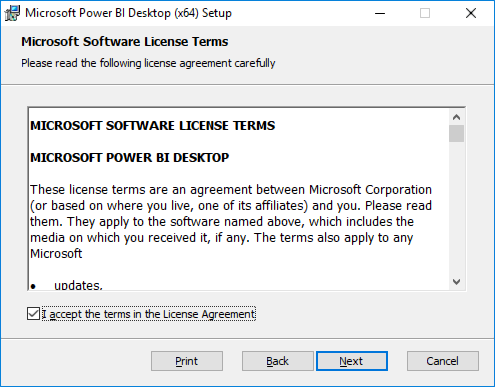 Microsoft Power BI Desktop (x64) Setup
Microsoft Software License Terms
Please read the following license agreement carefully
MICROSOFT SOFTWARE LICENSE TERMS
MICROSOFT POWER BI DESKTOP
These license terms are an agreement between Microsoft Corporation
(or based on where you live, one of its affiliates) and you. Please read
them. They apply to the software named above, which includes the
media on which you received it, if any. The terms also apply to any
Microsoft
• updates,
I accept the terms in the License Agreement
Print Back Next Cancel